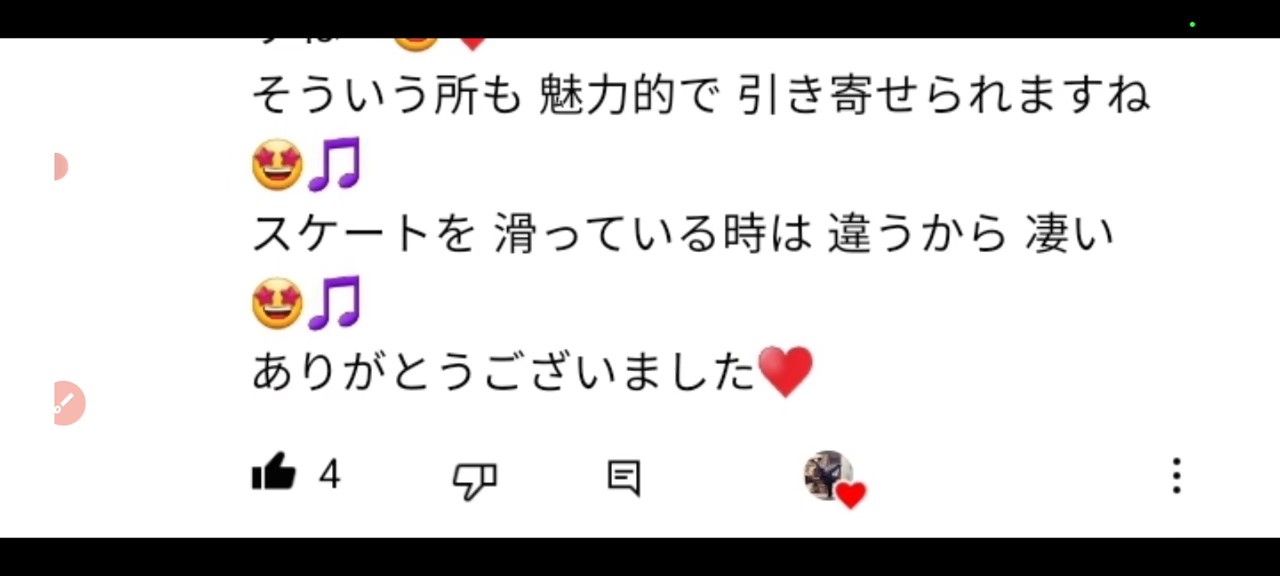 そういう所も 魅力的で 引き寄せられますね
🤩🎵
スケートを 滑っている時は 違うから 凄い
🤩🎵
ありがとうございました♥️
4